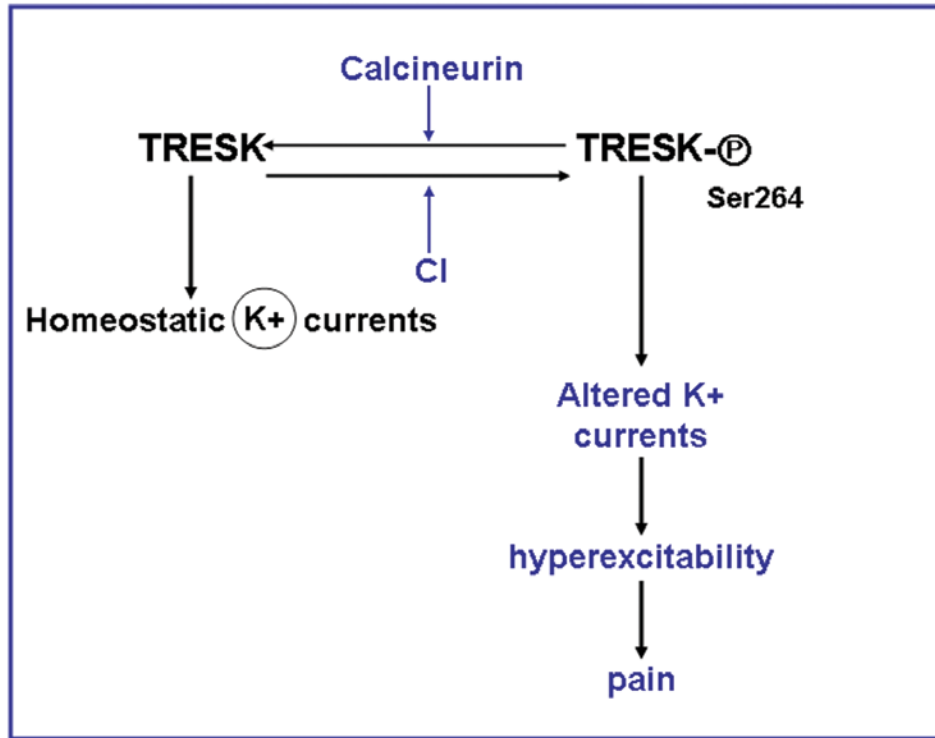 Calcineurin
TRESK
TRESK-Ⓟ
Ser264
CI
Homeostatic K+ currents
Altered K+
currents
hyperexcitability
pain